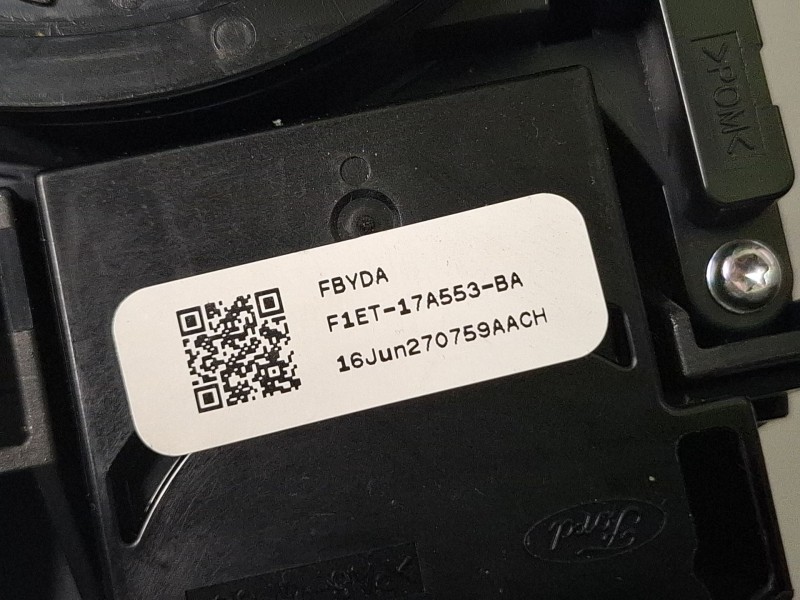 >POM<
FBYDA
F1ET-17A553-BA
16Jun270759AACH
Ford